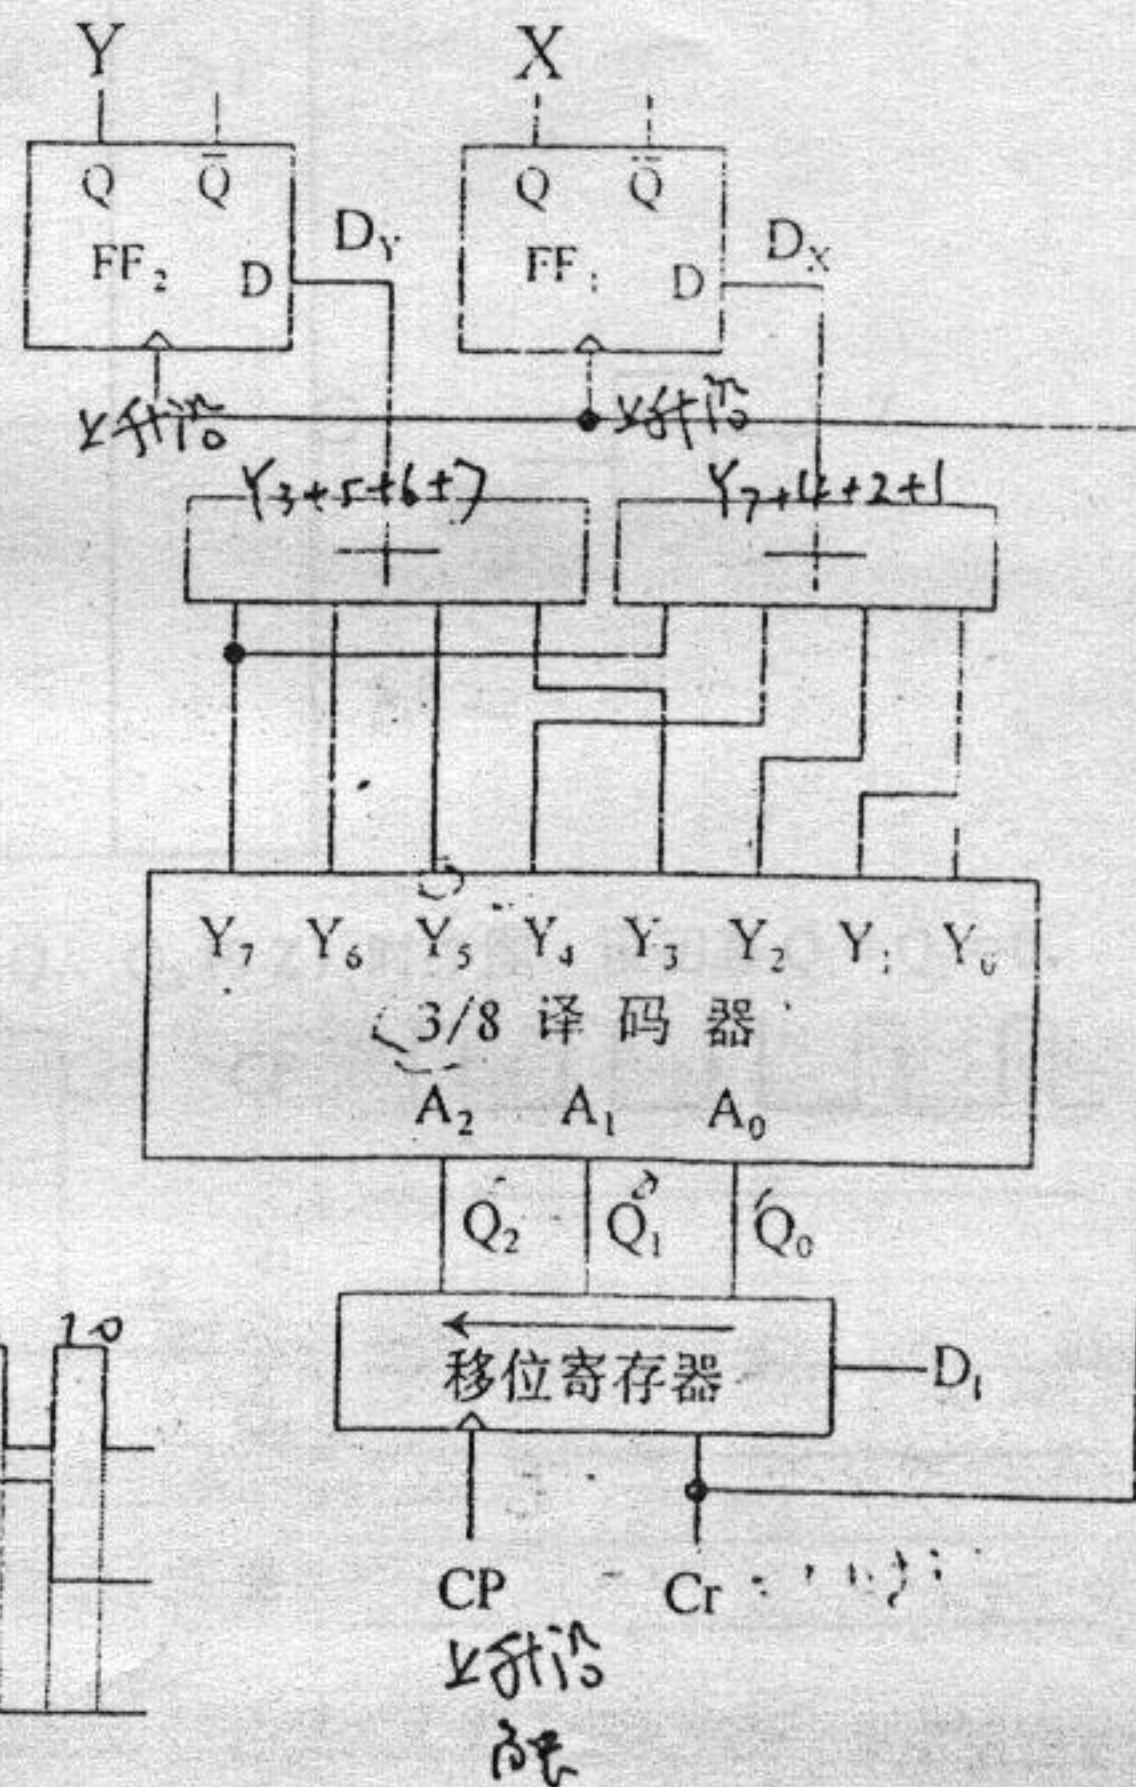 Y X
Q Q̄ Q Q̄
D_Y D_X
FF₂ D FF₁ D
上升沿 上升沿
Y₃+5+6+7 Y₇+4+2+1
+ +
Y₇ Y₆ Y₅ Y₄ Y₃ Y₂ Y₁ Y₀
3/8 译码器
A₂ A₁ A₀
Q₂ Q₁ Q₀
10
移位寄存器 D₁
CP Cr
上升沿